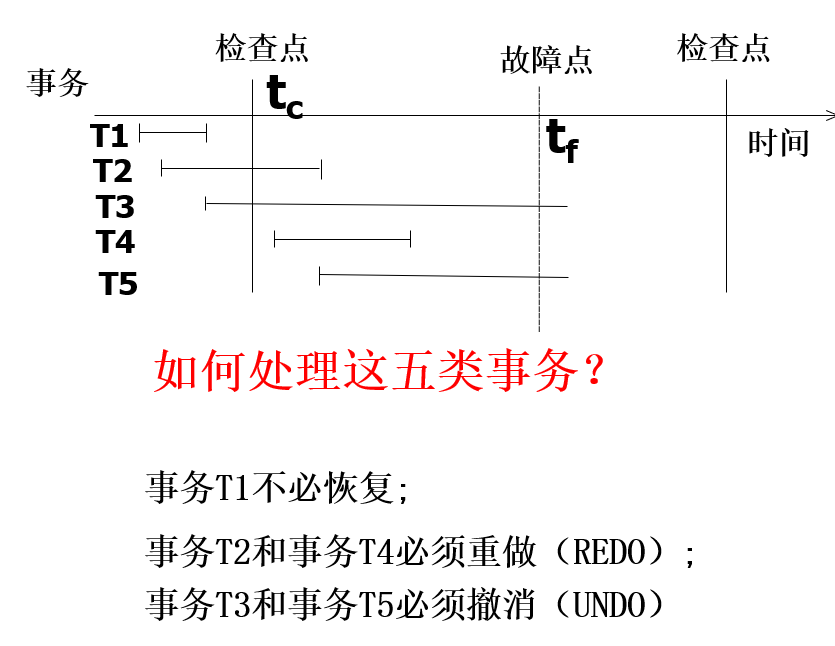 检查点
故障点
检查点
事务
tc
tf
时间
T1
T2
T3
T4
T5
如何处理这五类事务？
事务T1不必恢复;
事务T2和事务T4必须重做（REDO）;
事务T3和事务T5必须撤消（UNDO）